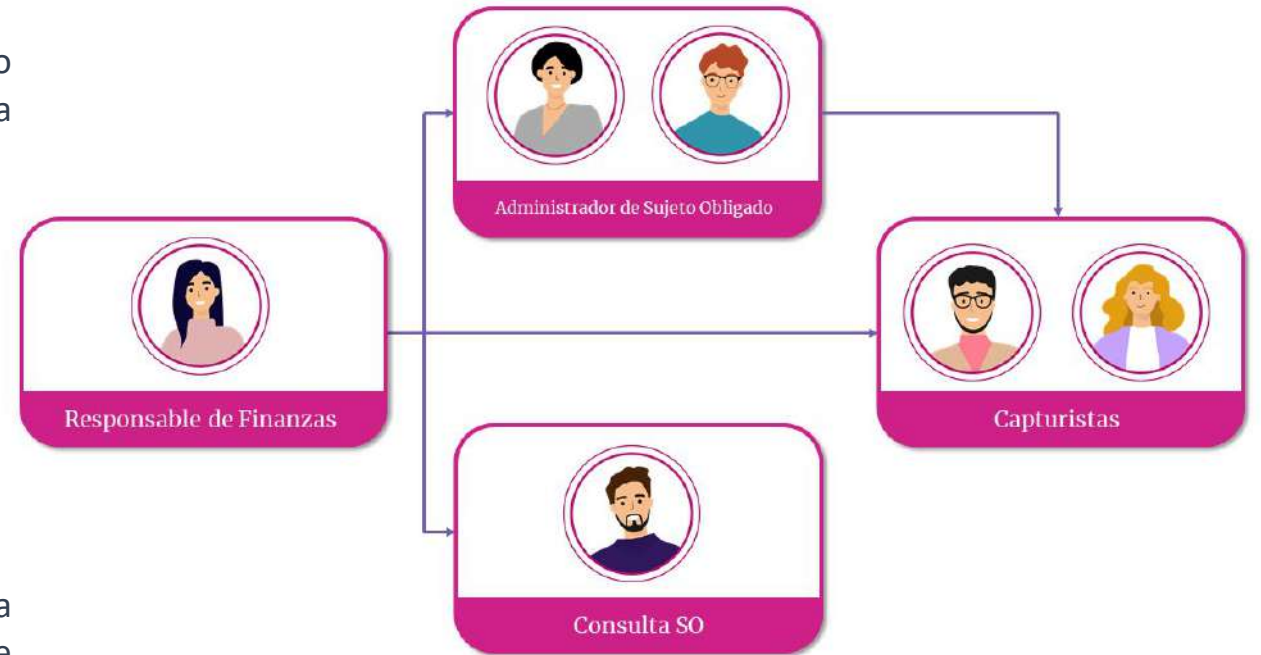 o
a
Administrador de Sujeto Obligado
Responsable de Finanzas
Capturistas
a
Consulta SO
e